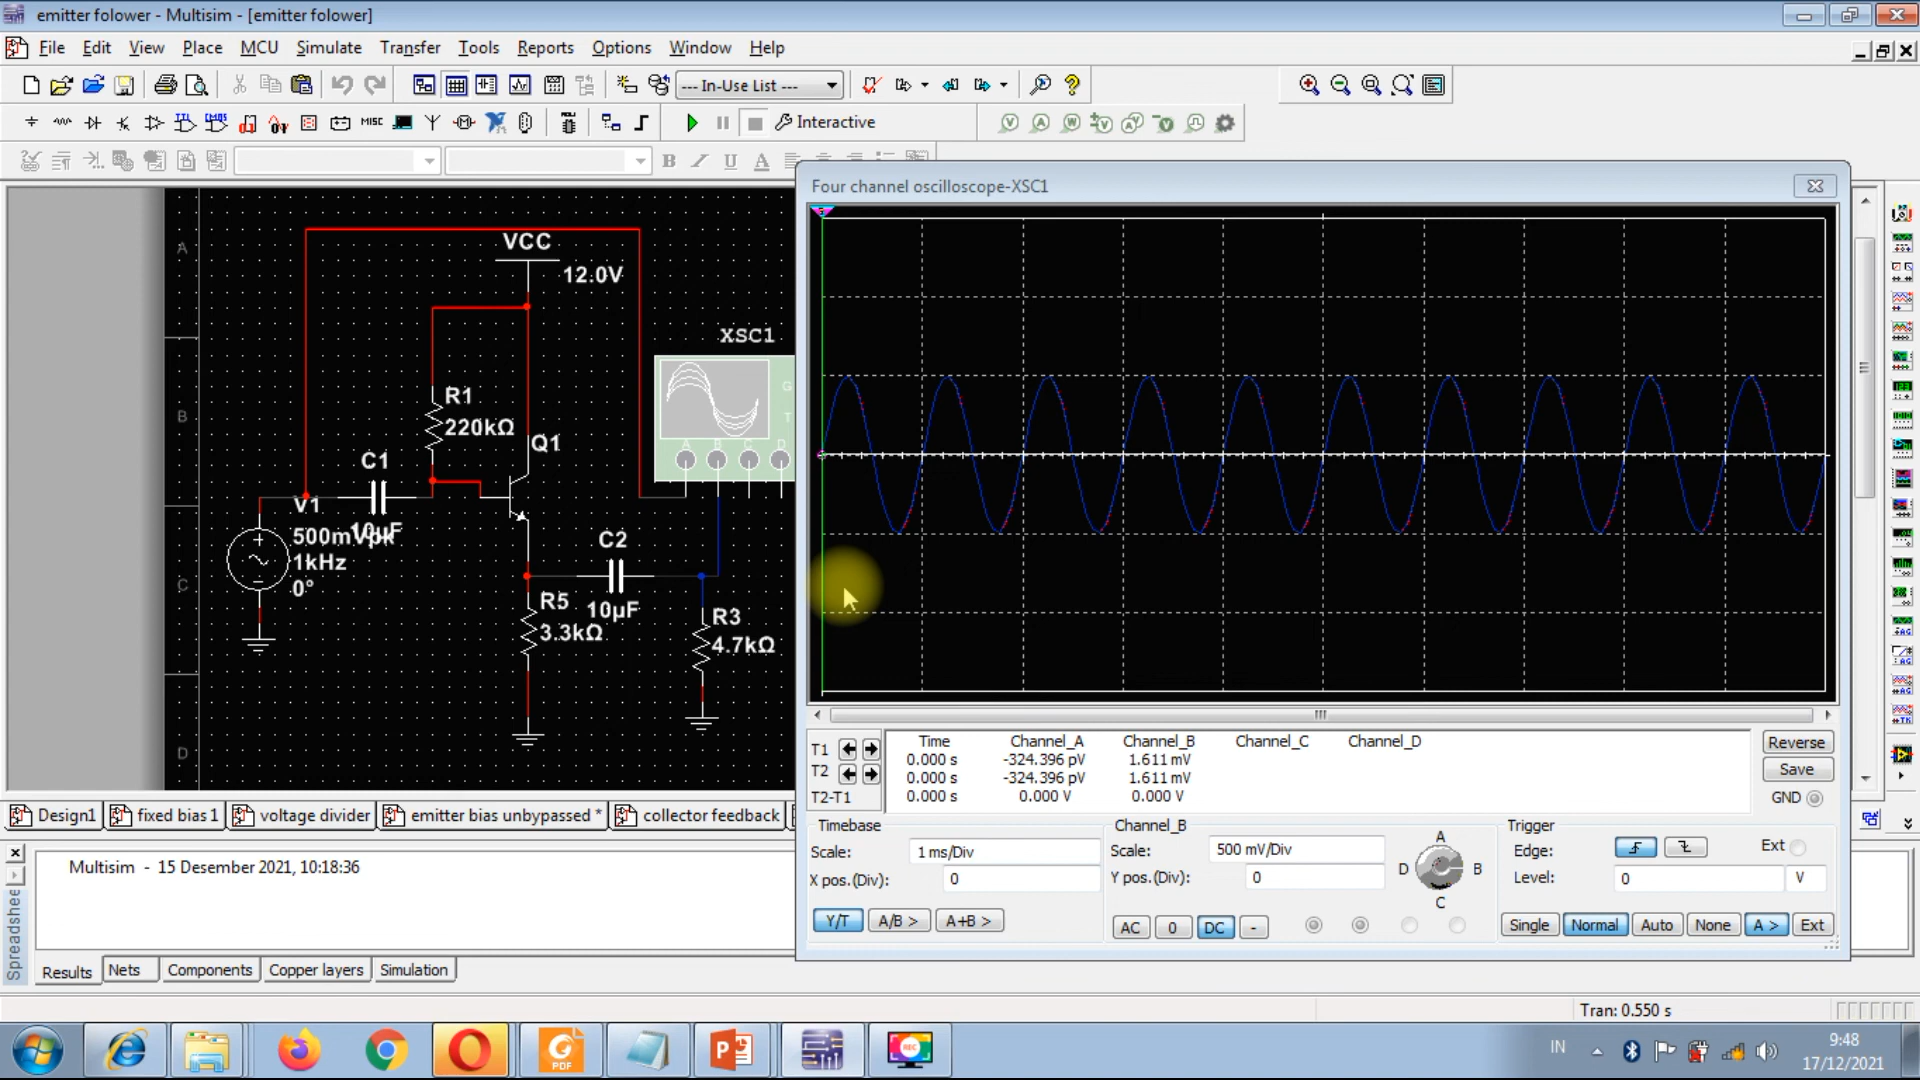 emitter folower - Multisim - [emitter folower]
File Edit View Place MCU Simulate Transfer Tools Reports Options Window Help
--- In-Use List ---
MISC
Interactive
B I U A
Four channel oscilloscope-XSC1
A
B
C
D
VCC
12.0V
XSC1
G
T
A B C D
R1
220kΩ
Q1
C1
10µF
V1
1kHz
0°
C2
10µF
R5
3.3kΩ
R3
4.7kΩ
T1
T2
T2-T1
Time Channel_A Channel_B Channel_C Channel_D
0.000 s -324.396 pV 1.611 mV
0.000 s -324.396 pV 1.611 mV
0.000 s 0.000 V 0.000 V
Reverse
Save
GND
Timebase
Scale: 1 ms/Div
X pos.(Div): 0
Y/T A/B > A+B >
Channel_B
Scale: 500 mV/Div
Y pos.(Div): 0
AC 0 DC -
A
D B
C
Trigger
Edge: Ext
Level: 0 V
Single Normal Auto None A > Ext
Design1 fixed bias 1 voltage divider emitter bias unbypassed * collector feedback
Multisim - 15 Desember 2021, 10:18:36
Spreadshee
Results Nets Components Copper layers Simulation
Tran: 0.550 s
PDF
REC
IN
9:48
17/12/2021